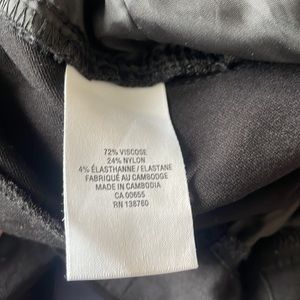 72% VISCOSE
24% NYLON
4% ÉLASTHANNE / ELASTANE
FABRIQUÉ AU CAMBODGE
MADE IN CAMBODIA
CA 00655
RN 138760